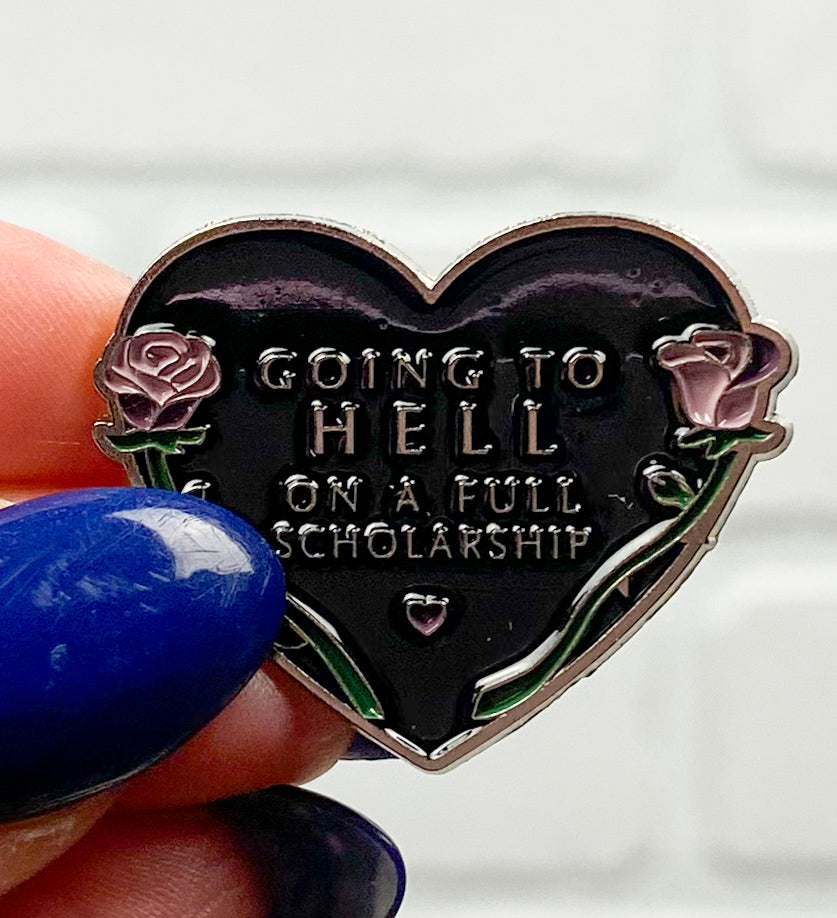 GOING TO
HELL
ON A FULL
SCHOLARSHIP